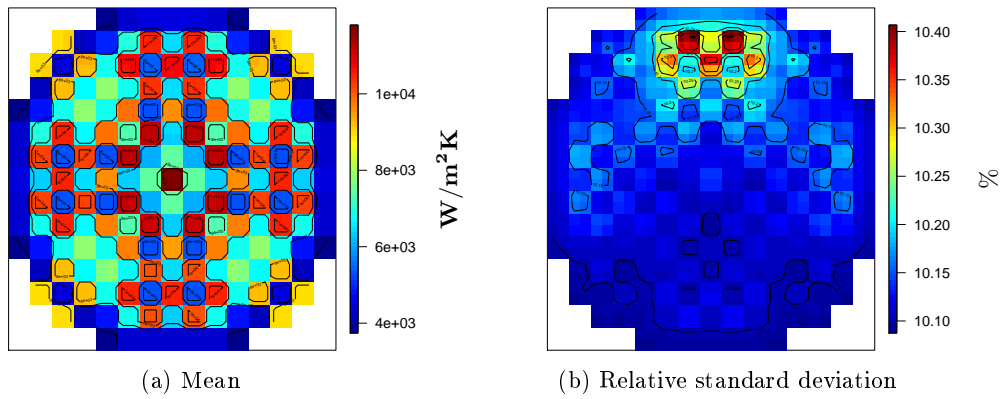 1e+04
8e+03
6e+03
4e+03
W/m²K
10.40
10.35
10.30
10.25
10.20
10.15
10.10
%
(a) Mean
(b) Relative standard deviation